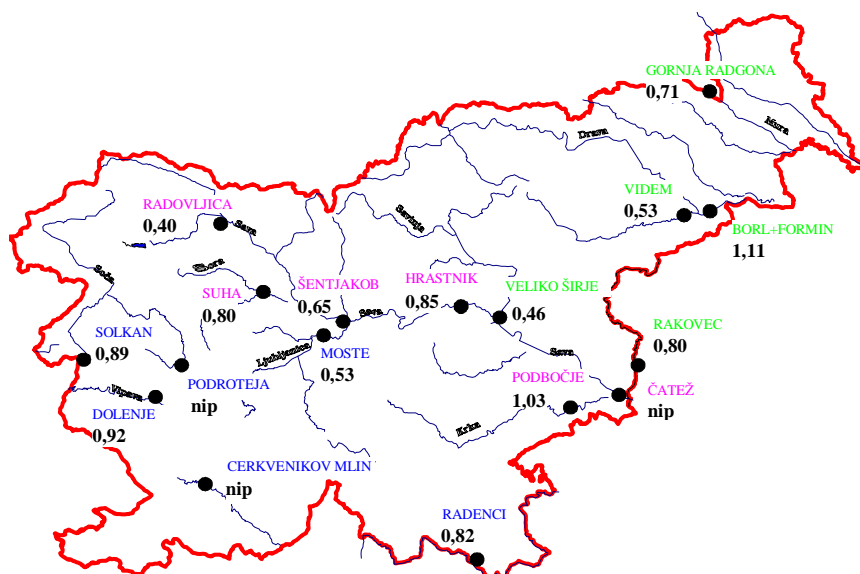 GORNJA RADGONA
0,71
Mura
Drava
VIDEM
0,53
BORL+FORMIN
1,11
RADOVLJICA
0,40
Sava
Savinja
Soča
Shora
SUHA
0,80
ŠENTJAKOB
0,65
Sava
HRASTNIK
0,85
VELIKO ŠIRJE
0,46
SOLKAN
0,89
Ljubljanica
MOSTE
0,53
RAKOVEC
0,80
Sava
PODROTEJA
nip
PODBOČJE
1,03
ČATEŽ
nip
Vipava
DOLENJE
0,92
Krka
CERKVENIKOV MLIN
nip
RADENCI
0,82